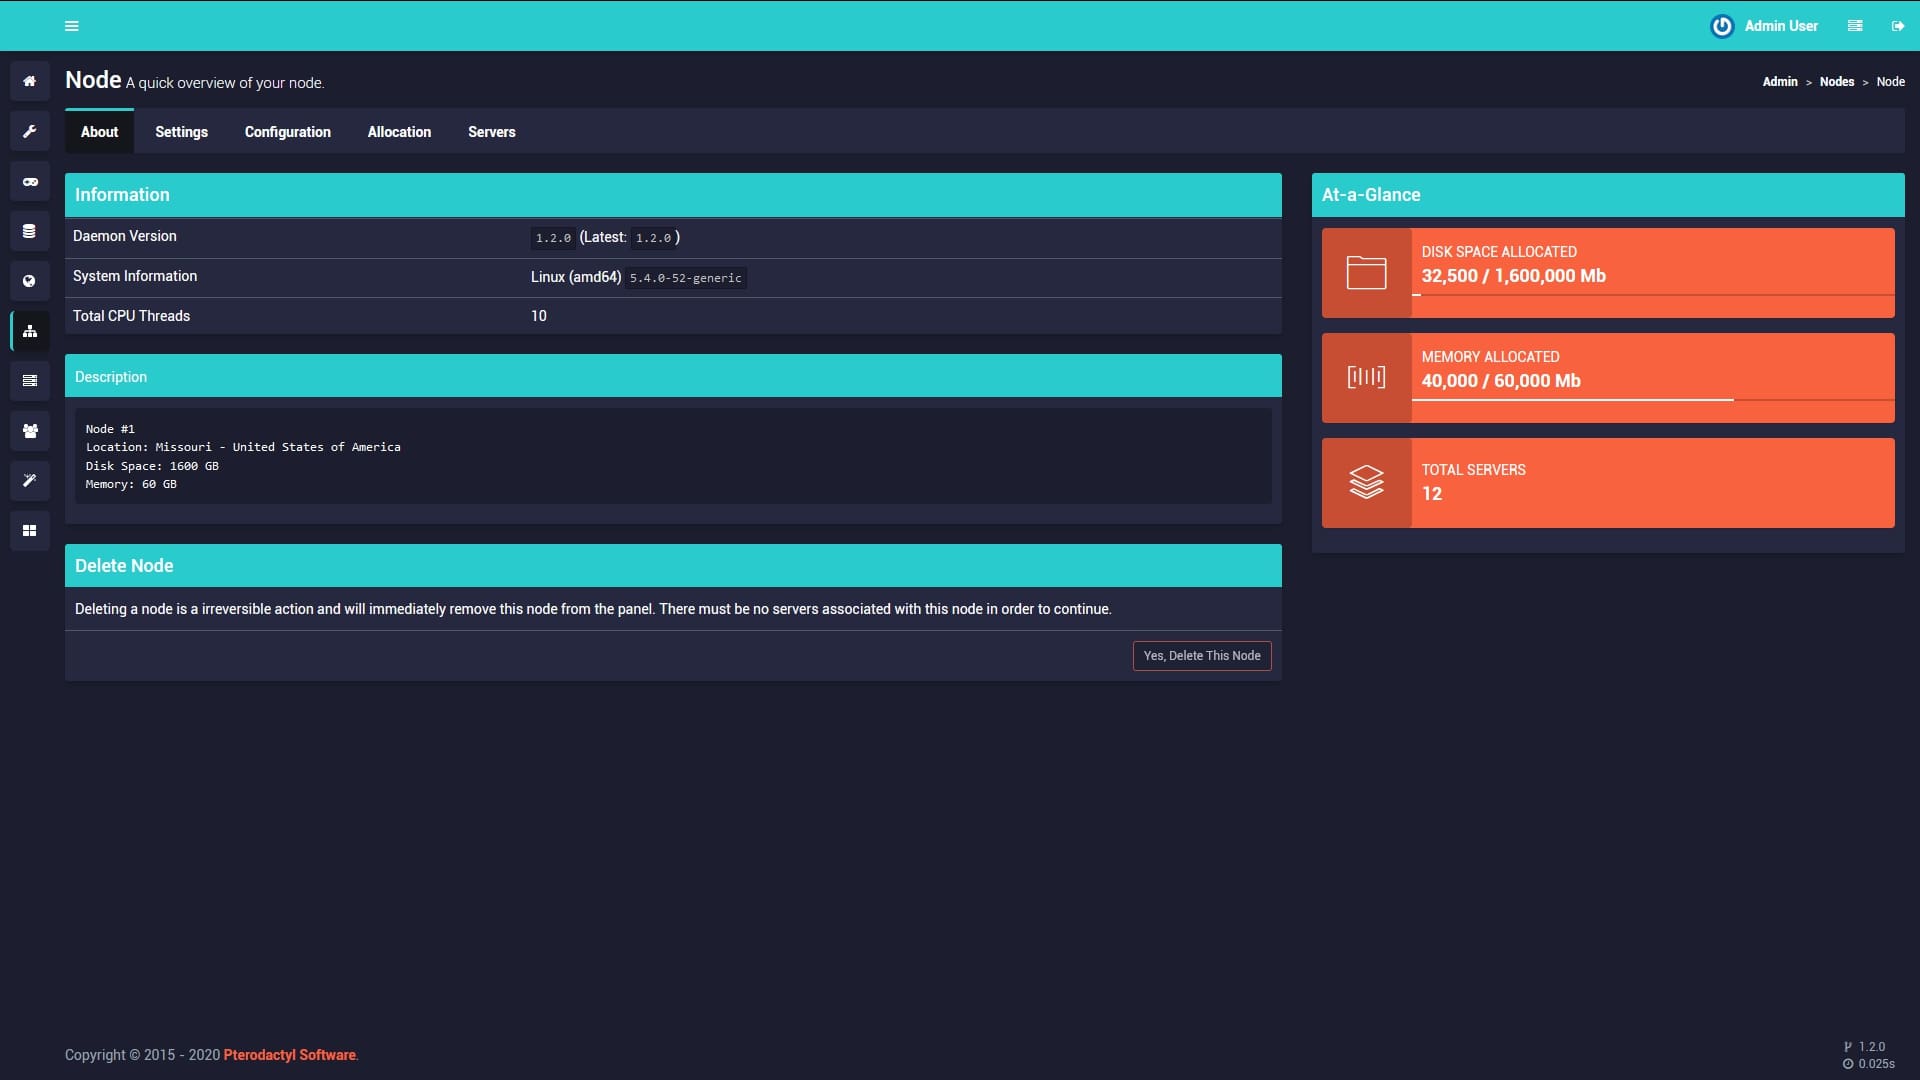 Admin User
Node A quick overview of your node.
Admin > Nodes > Node
About Settings Configuration Allocation Servers
Information
Daemon Version 1.2.0 (Latest: 1.2.0 )
System Information Linux (amd64) 5.4.0-52-generic
Total CPU Threads 10
Description
Node #1
Location: Missouri - United States of America
Disk Space: 1600 GB
Memory: 60 GB
Delete Node
Deleting a node is a irreversible action and will immediately remove this node from the panel. There must be no servers associated with this node in order to continue.
Yes, Delete This Node
At-a-Glance
DISK SPACE ALLOCATED
32,500 / 1,600,000 Mb
MEMORY ALLOCATED
40,000 / 60,000 Mb
TOTAL SERVERS
12
Copyright © 2015 - 2020 Pterodactyl Software.
1.2.0
0.025s